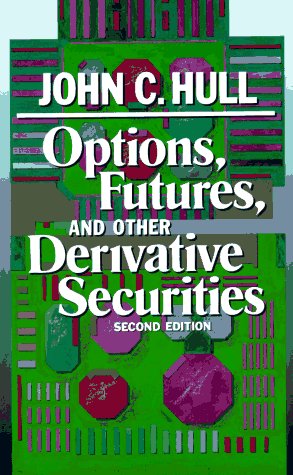 JOHN C. HULL
Options,
Futures,
AND OTHER
Derivative
Securities
SECOND EDITION